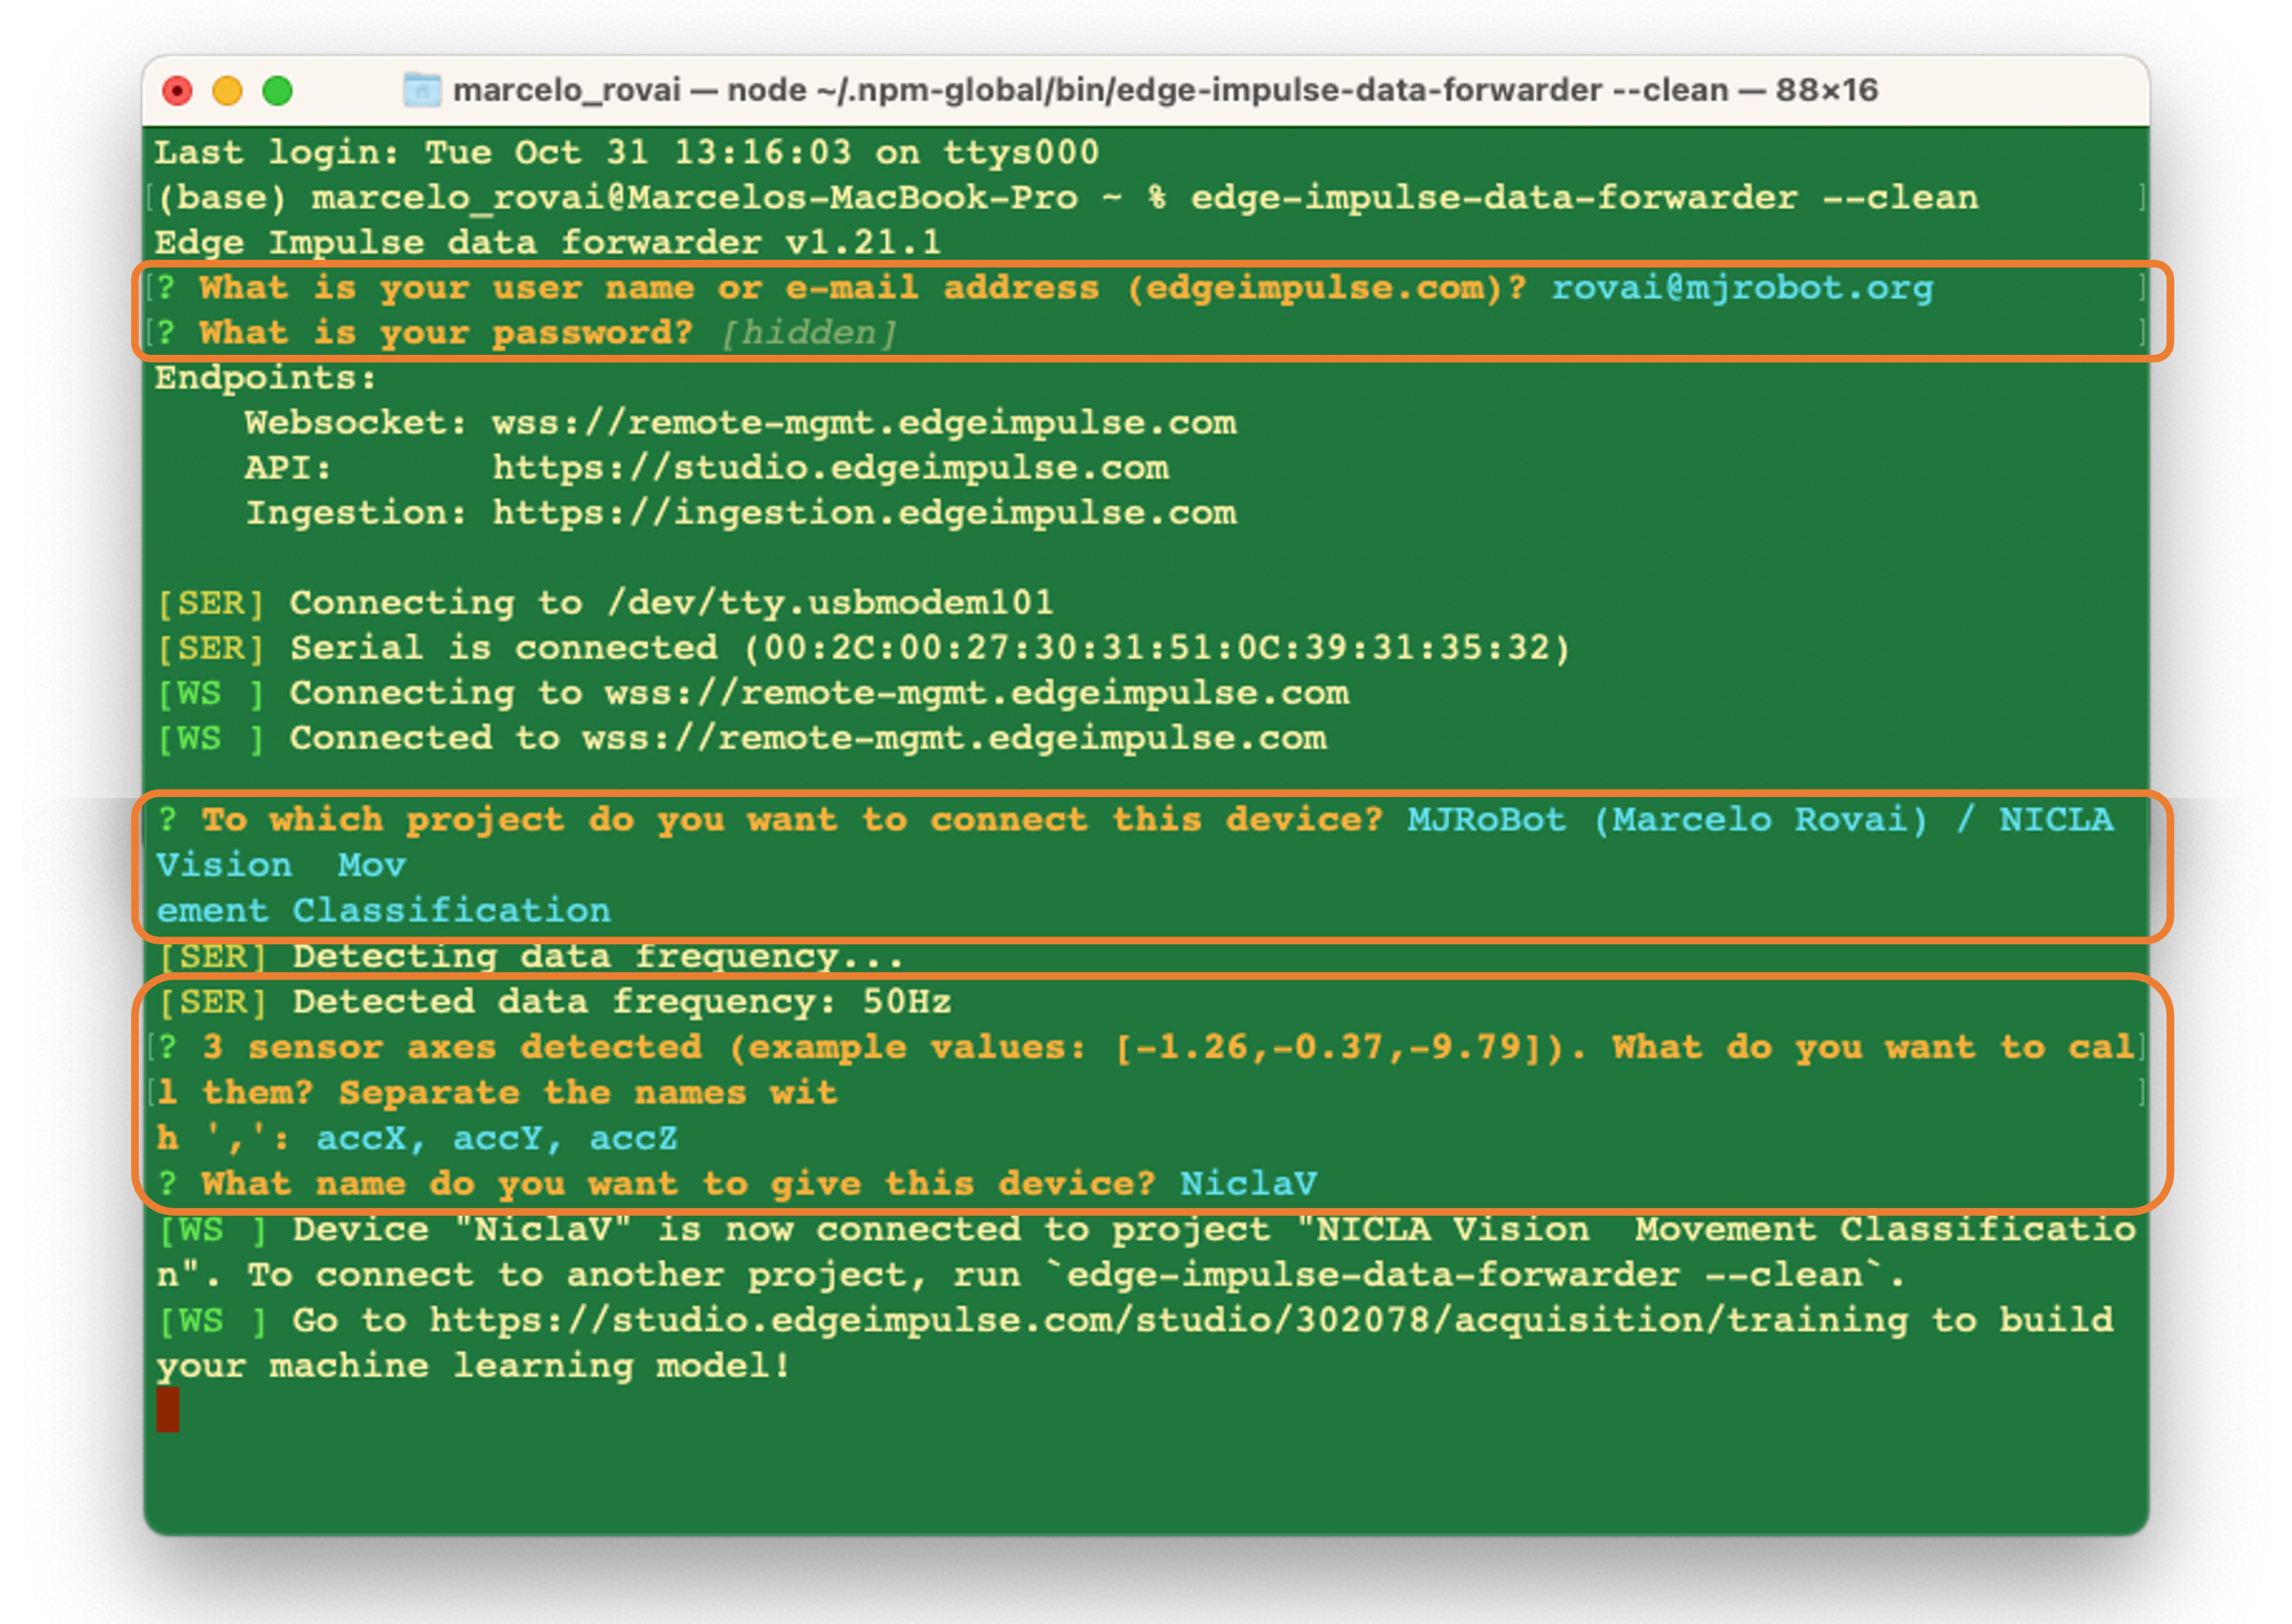 marcelo_rovai — node ~/.npm-global/bin/edge-impulse-data-forwarder --clean — 88×16
Last login: Tue Oct 31 13:16:03 on ttys000
[(base) marcelo_rovai@Marcelos-MacBook-Pro ~ % edge-impulse-data-forwarder --clean ]
Edge Impulse data forwarder v1.21.1
[? What is your user name or e-mail address (edgeimpulse.com)? rovai@mjrobot.org ]
[? What is your password? [hidden] ]
Endpoints:
    Websocket: wss://remote-mgmt.edgeimpulse.com
    API:       https://studio.edgeimpulse.com
    Ingestion: https://ingestion.edgeimpulse.com
[SER] Connecting to /dev/tty.usbmodem101
[SER] Serial is connected (00:2C:00:27:30:31:51:0C:39:31:35:32)
[WS ] Connecting to wss://remote-mgmt.edgeimpulse.com
[WS ] Connected to wss://remote-mgmt.edgeimpulse.com
? To which project do you want to connect this device? MJRoBot (Marcelo Rovai) / NICLA
Vision  Mov
ement Classification
[SER] Detecting data frequency...
[SER] Detected data frequency: 50Hz
[? 3 sensor axes detected (example values: [-1.26,-0.37,-9.79]). What do you want to cal]
[l them? Separate the names wit ]
h ',': accX, accY, accZ
? What name do you want to give this device? NiclaV
[WS ] Device "NiclaV" is now connected to project "NICLA Vision  Movement Classificatio
n". To connect to another project, run `edge-impulse-data-forwarder --clean`.
[WS ] Go to https://studio.edgeimpulse.com/studio/302078/acquisition/training to build
your machine learning model!